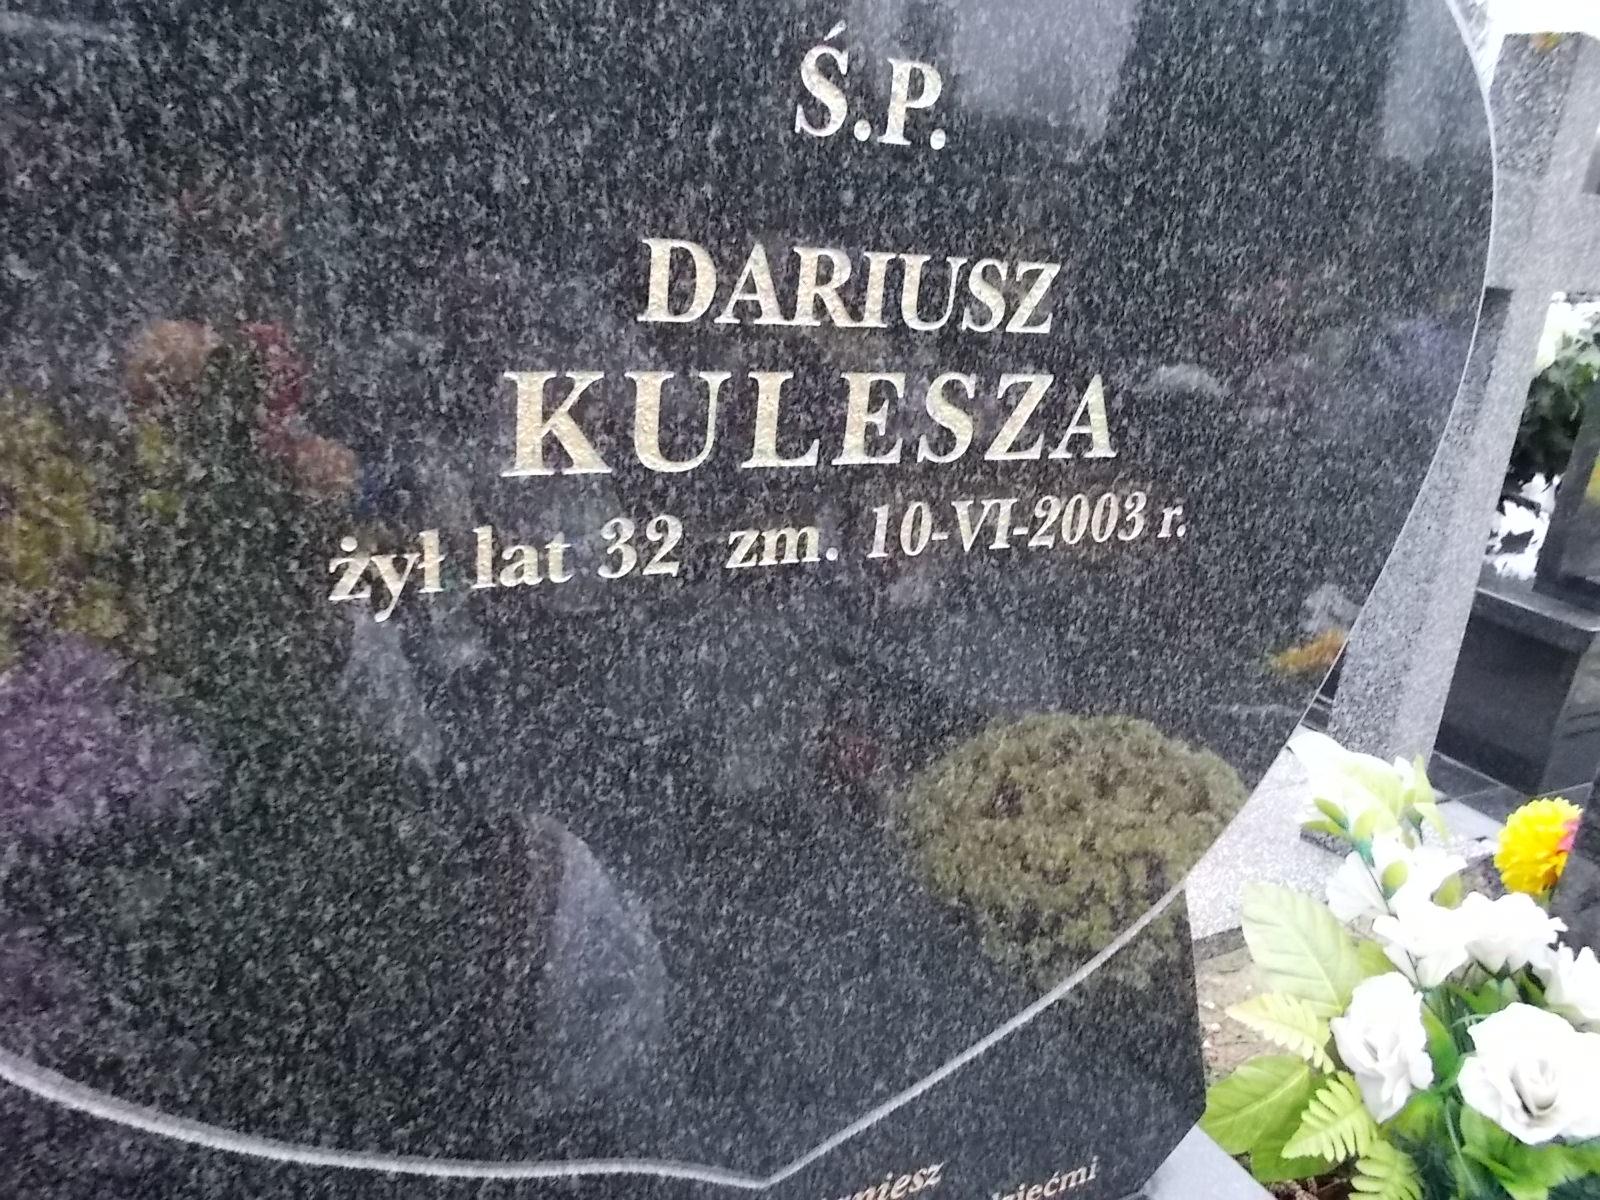 Ś.P.
DARIUSZ
KULESZA
żył lat 32 zm. 10-VI-2003 r.